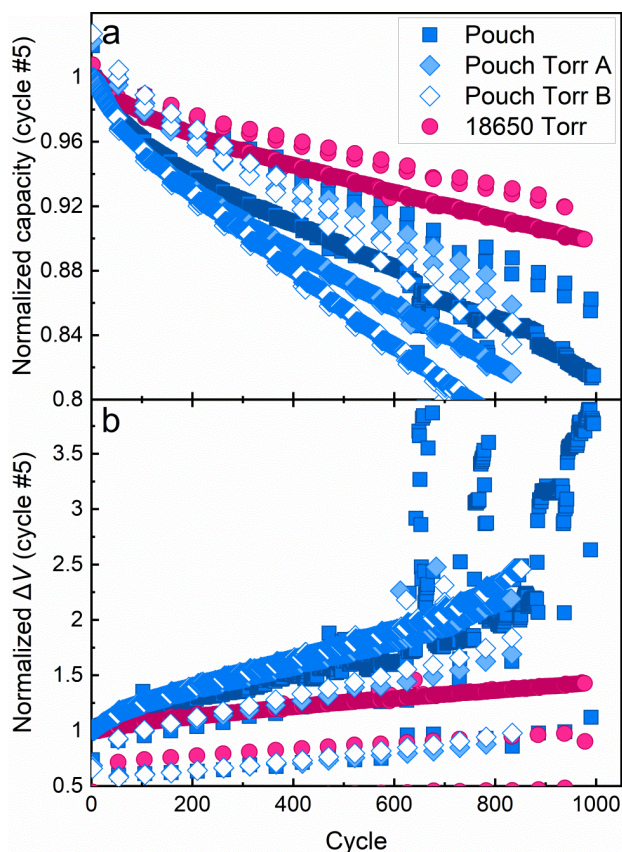 a
Pouch
Pouch Torr A
Pouch Torr B
18650 Torr
Normalized capacity (cycle #5)
1
0.96
0.92
0.88
0.84
0.8
b
Normalized ΔV (cycle #5)
3.5
3
2.5
2
1.5
1
0.5
0 200 400 600 800 1000
Cycle